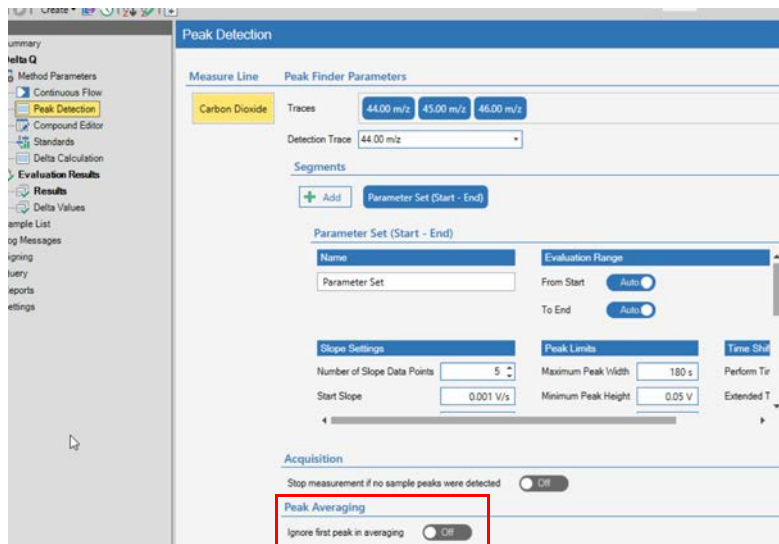 Create
Peak Detection
ummary
elta Q
Method Parameters
Continuous Flow
Peak Detection
Compound Editor
Standards
Delta Calculation
Evaluation Results
Results
Delta Values
ample List
og Messages
igning
uery
eports
ettings
Measure Line
Peak Finder Parameters
Carbon Dioxide
Traces
44.00 m/z
45.00 m/z
46.00 m/z
Detection Trace
44.00 m/z
Segments
Add
Parameter Set (Start - End)
Parameter Set (Start - End)
Name
Evaluation Range
Parameter Set
From Start
Auto
To End
Auto
Slope Settings
Peak Limits
Time Shif
Number of Slope Data Points
5
Maximum Peak Width
180 s
Perform Tir
Start Slope
0.001 V/s
Minimum Peak Height
0.05 V
Extended T
Acquisition
Stop measurement if no sample peaks were detected
Off
Peak Averaging
Ignore first peak in averaging
Off